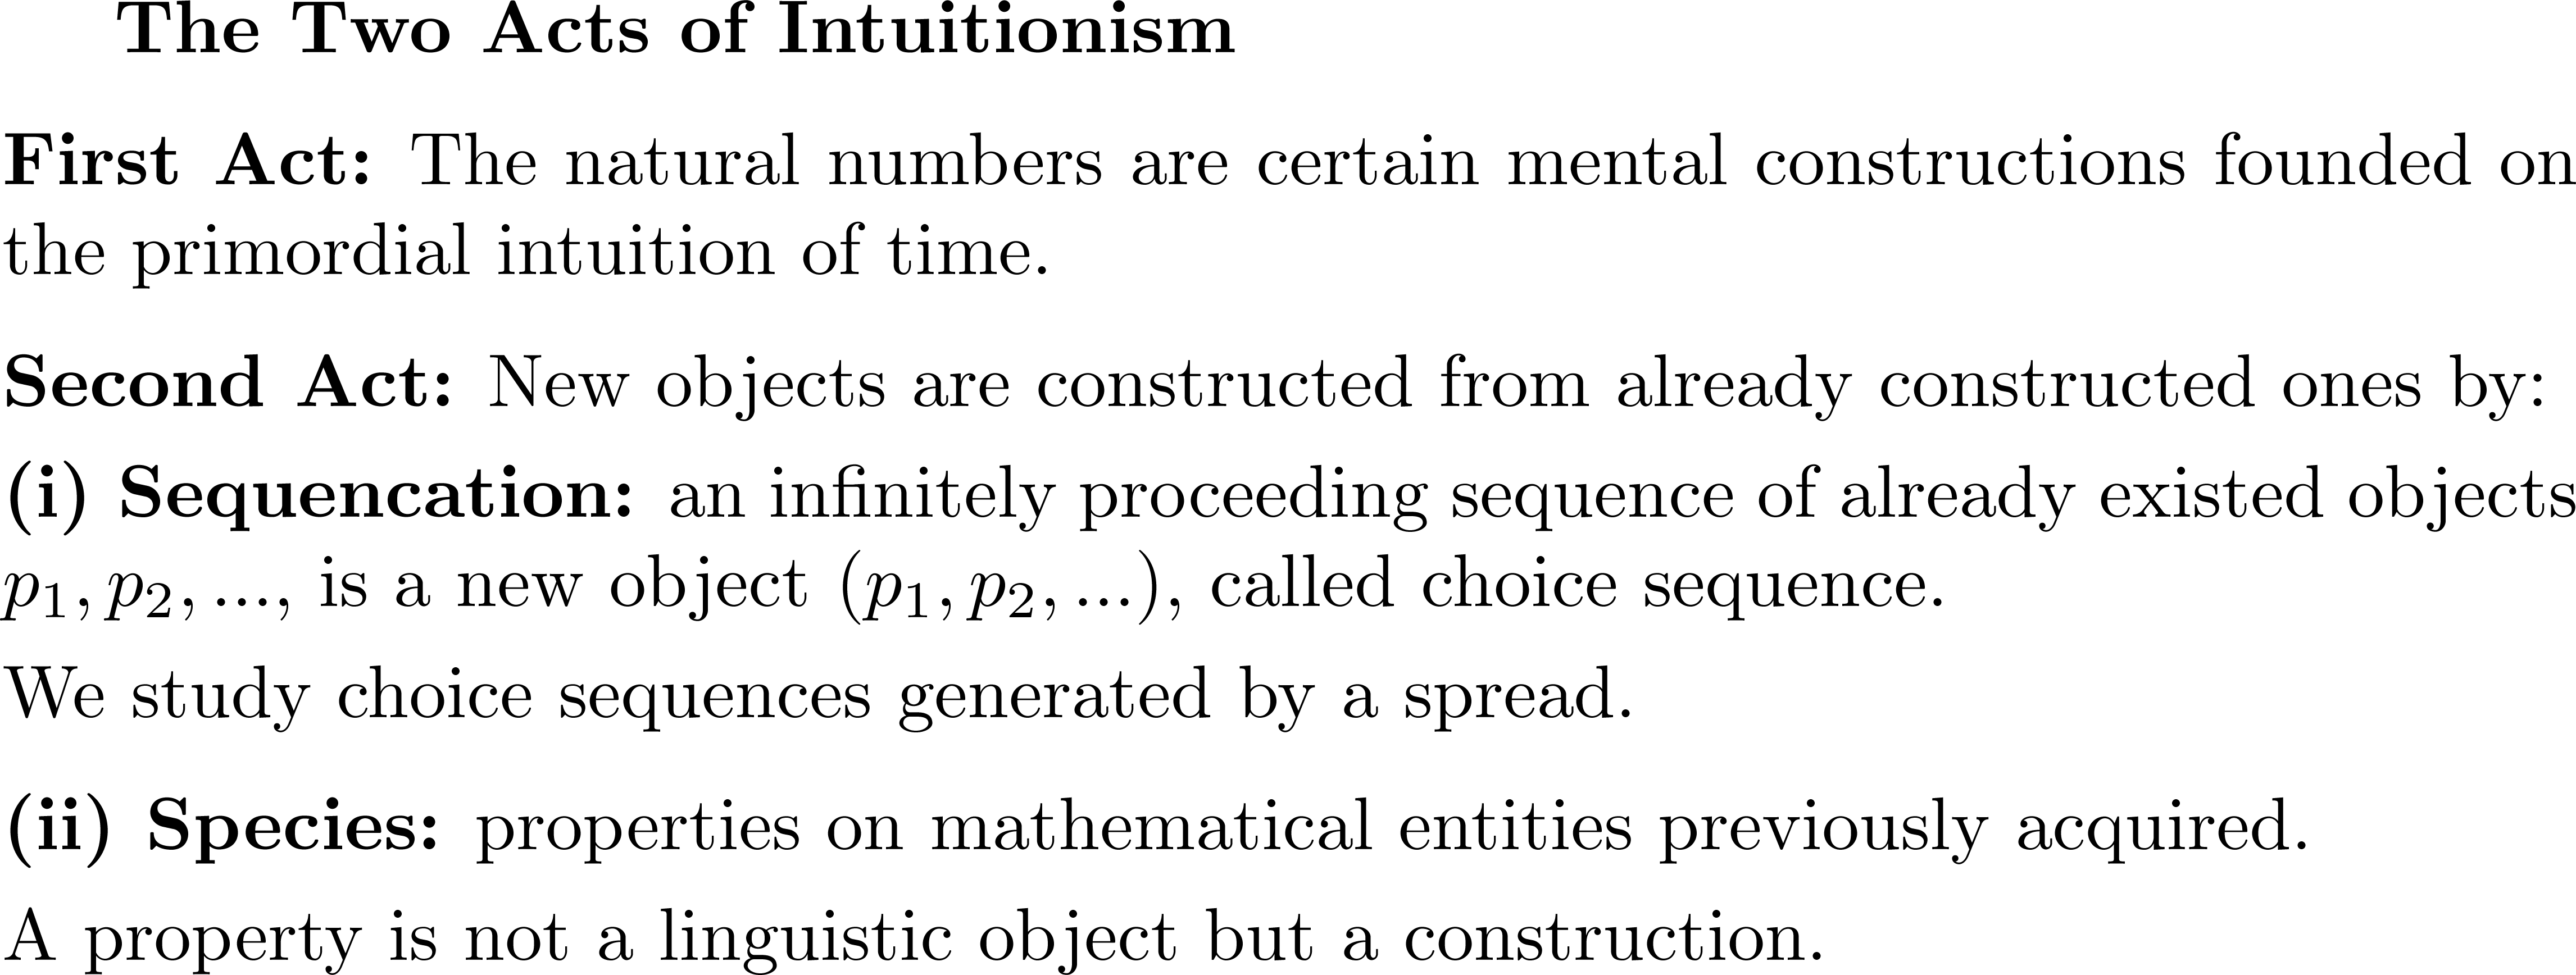 The Two Acts of Intuitionism
First Act: The natural numbers are certain mental constructions founded on
the primordial intuition of time.
Second Act: New objects are constructed from already constructed ones by:
(i) Sequencation: an infinitely proceeding sequence of already existed objects
p₁, p₂, ..., is a new object (p₁, p₂, ...), called choice sequence.
We study choice sequences generated by a spread.
(ii) Species: properties on mathematical entities previously acquired.
A property is not a linguistic object but a construction.